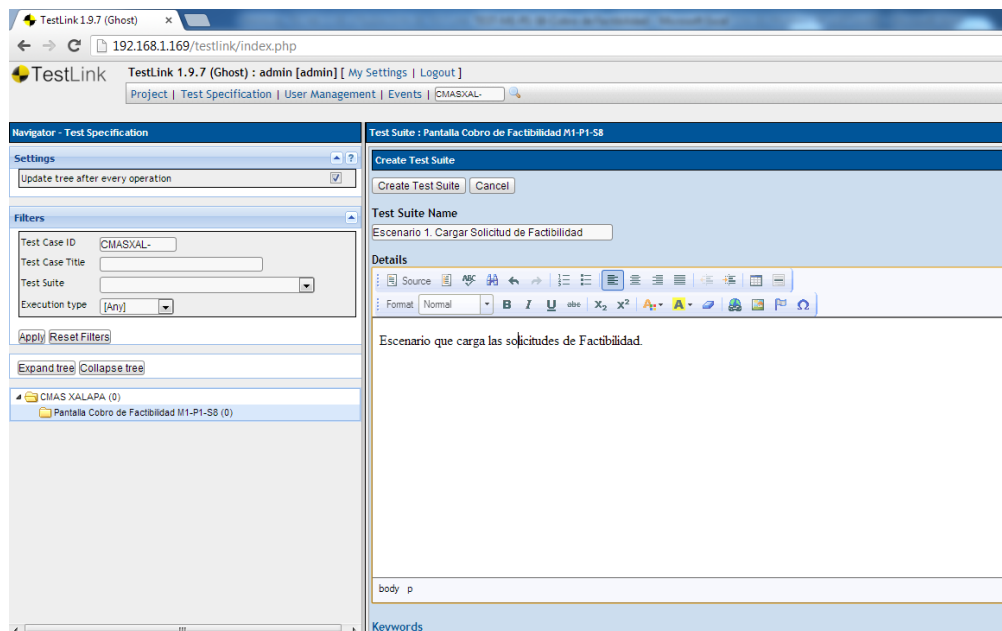 TestLink 1.9.7 (Ghost) x
192.168.1.169/testlink/index.php
TestLink TestLink 1.9.7 (Ghost) : admin [admin] [ My Settings | Logout ]
Project | Test Specification | User Management | Events | CMASXAL-
Navigator - Test Specification
Settings ?
Update tree after every operation
Filters
Test Case ID CMASXAL-
Test Case Title
Test Suite
Execution type [Any]
Apply Reset Filters
Expand tree Collapse tree
CMAS XALAPA (0)
Pantalla Cobro de Factibilidad M1-P1-S8 (0)
Test Suite : Pantalla Cobro de Factibilidad M1-P1-S8
Create Test Suite
Create Test Suite Cancel
Test Suite Name
Escenario 1. Cargar Solicitud de Factibilidad
Details
Source ABC
Format Normal B I U abc X₂ X² A A Ω
Escenario que carga las solicitudes de Factibilidad.
body p
Keywords